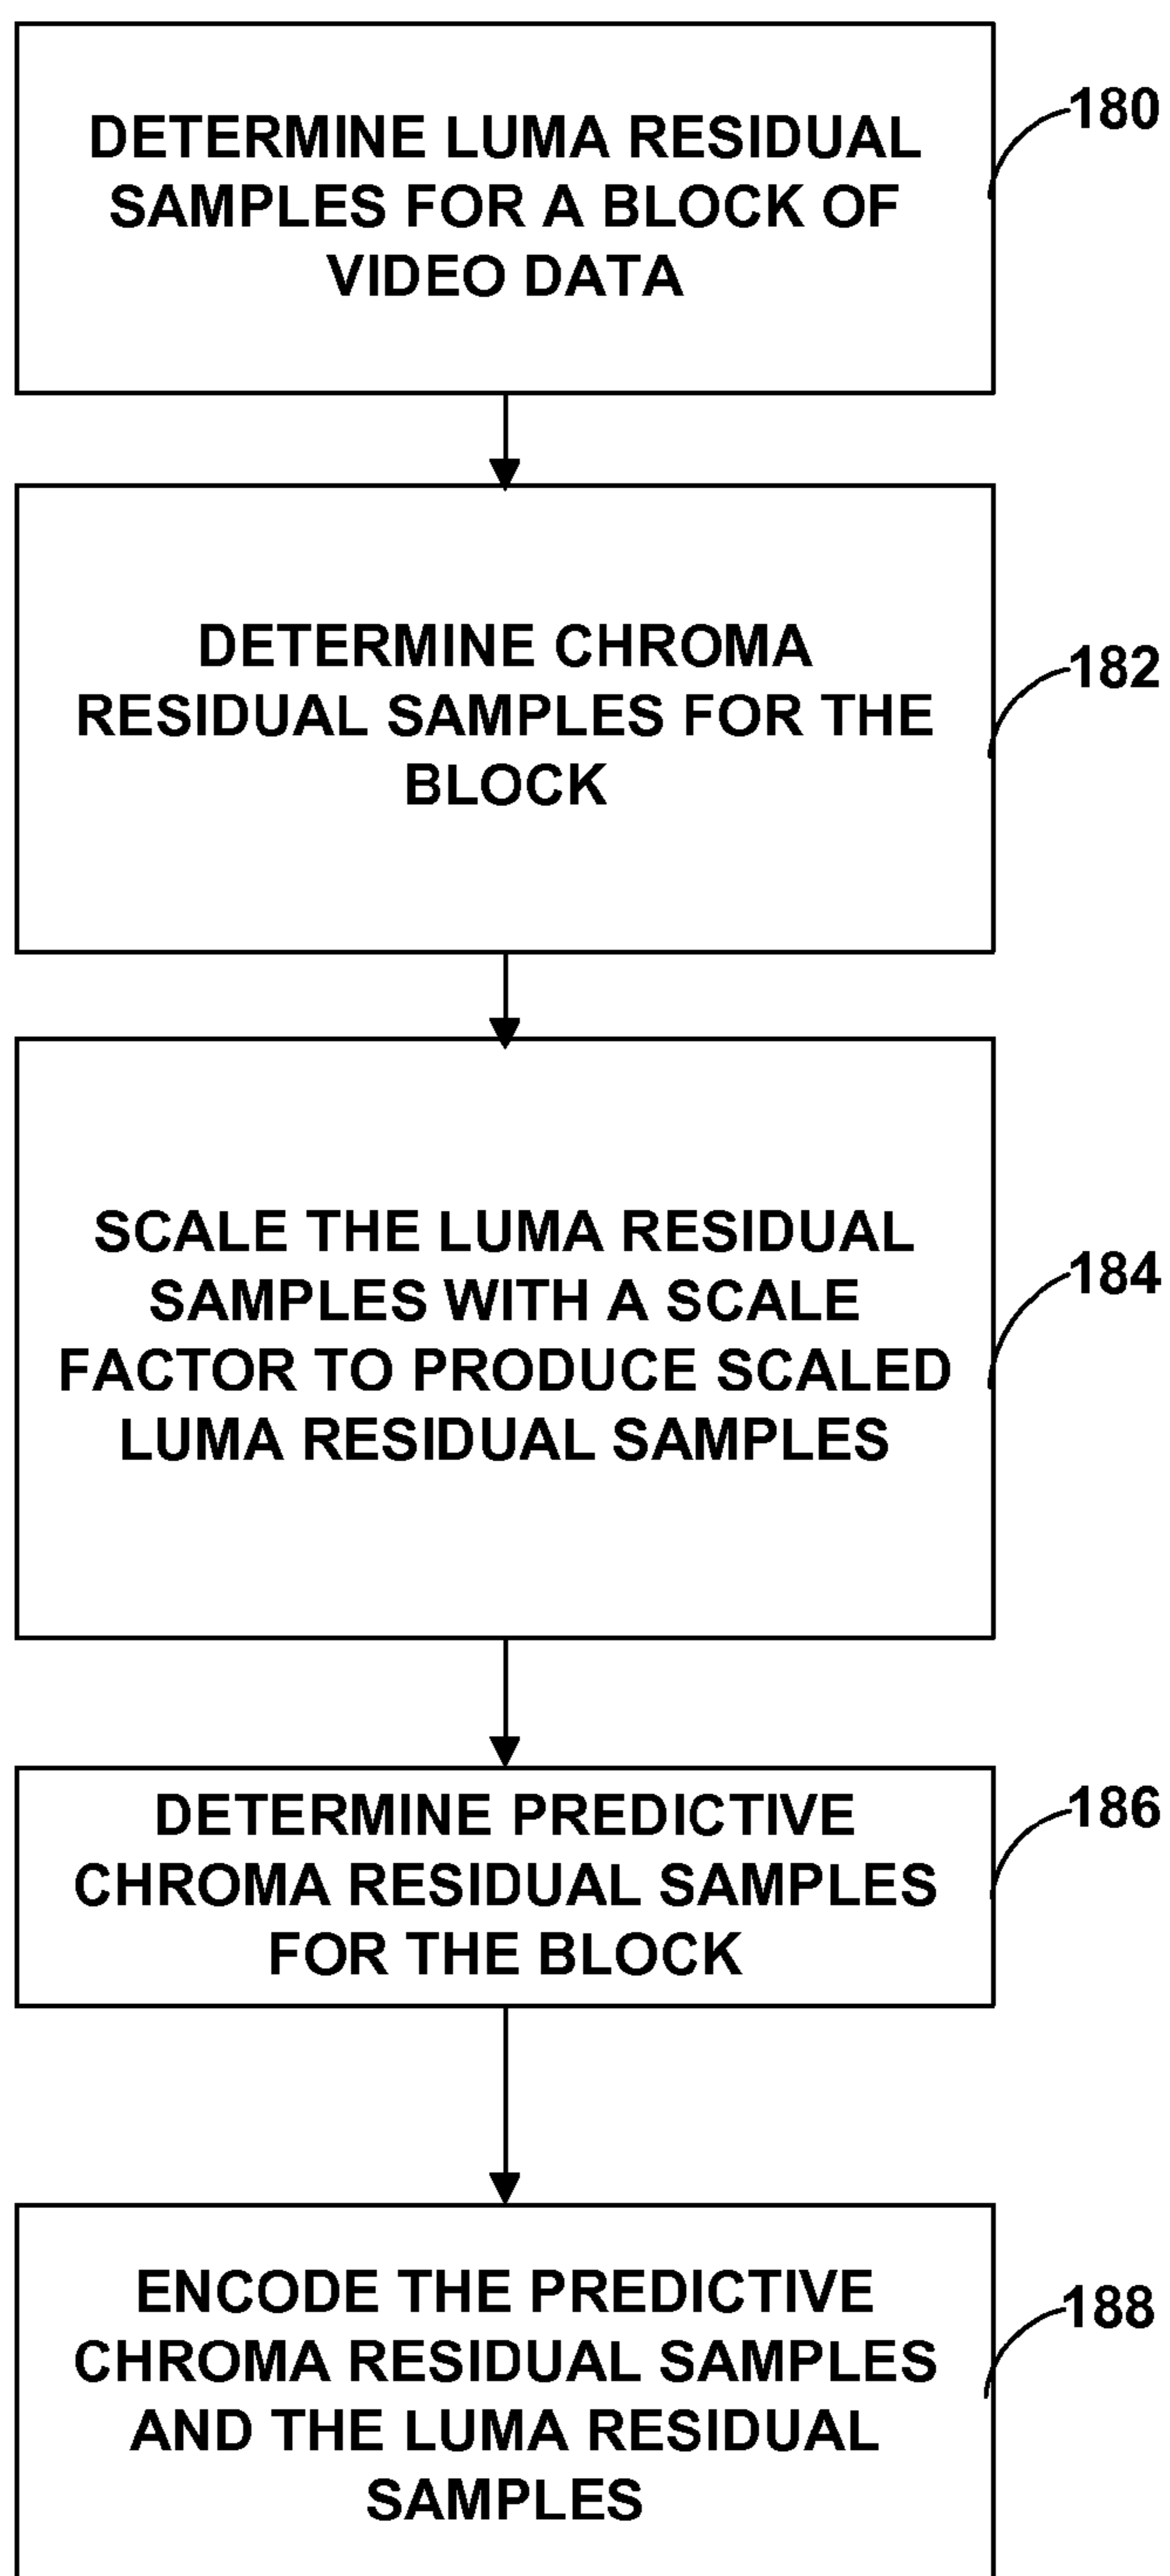 DETERMINE LUMA RESIDUAL
SAMPLES FOR A BLOCK OF
VIDEO DATA
180
DETERMINE CHROMA
RESIDUAL SAMPLES FOR THE
BLOCK
182
SCALE THE LUMA RESIDUAL
SAMPLES WITH A SCALE
FACTOR TO PRODUCE SCALED
LUMA RESIDUAL SAMPLES
184
DETERMINE PREDICTIVE
CHROMA RESIDUAL SAMPLES
FOR THE BLOCK
186
ENCODE THE PREDICTIVE
CHROMA RESIDUAL SAMPLES
AND THE LUMA RESIDUAL
SAMPLES
188